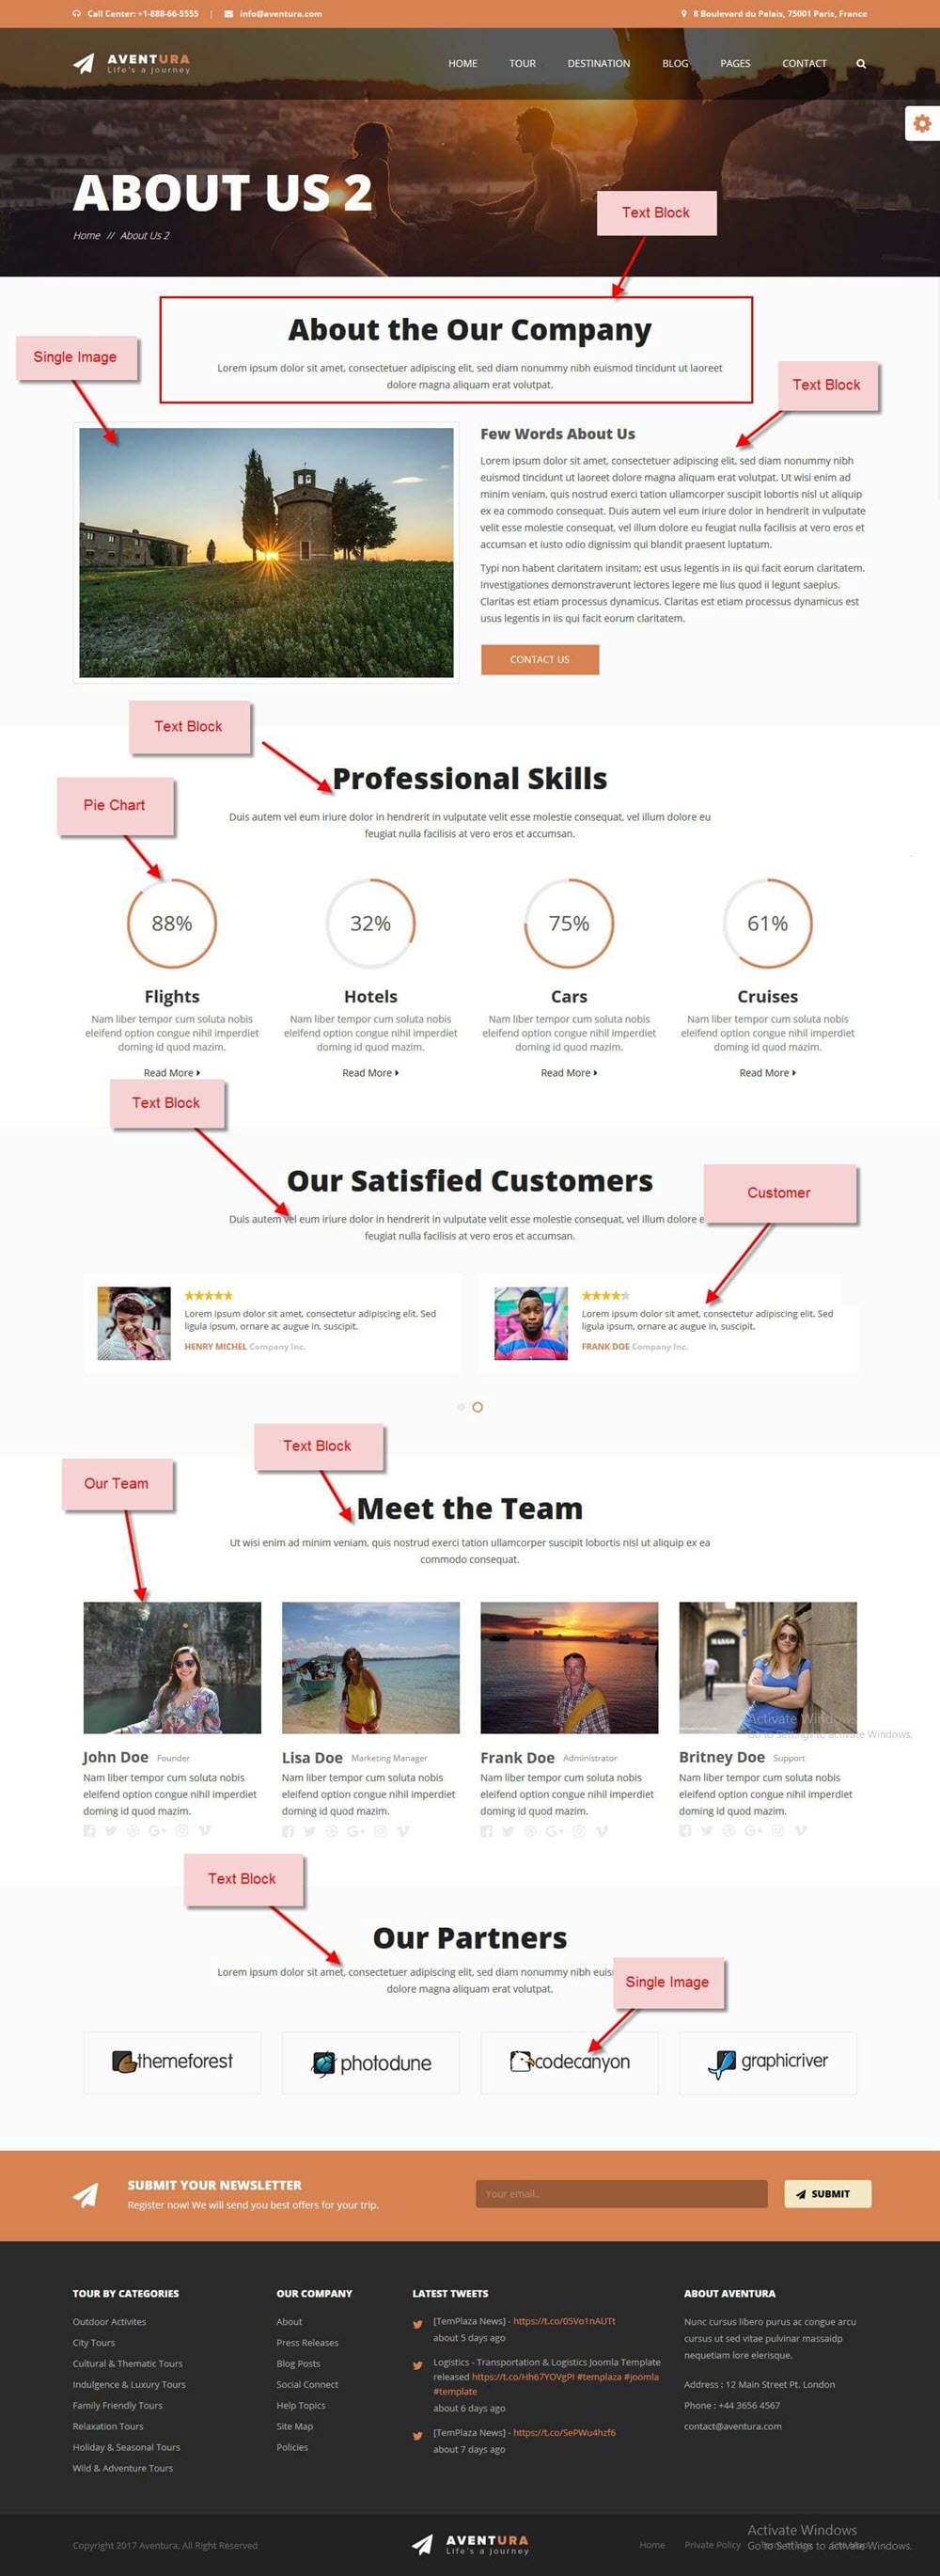 Call Center: +1-888-66-5555 | info@aventura.com
8 Boulevard du Palais, 75001 Paris, France
AVENTURA
Life's a journey
HOME TOUR DESTINATION BLOG PAGES CONTACT
ABOUT US 2
Home // About Us 2
Text Block
About the Our Company
Lorem ipsum dolor sit amet, consectetuer adipiscing elit, sed diam nonummy nibh euismod tincidunt ut laoreet
dolore magna aliquam erat volutpat.
Single Image
Text Block
Few Words About Us
Lorem ipsum dolor sit amet, consectetuer adipiscing elit, sed diam nonummy nibh
euismod tincidunt ut laoreet dolore magna aliquam erat volutpat. Ut wisi enim ad
minim veniam, quis nostrud exerci tation ullamcorper suscipit lobortis nisl ut aliquip
ex ea commodo consequat. Duis autem vel eum iriure dolor in hendrerit in vulputate
velit esse molestie consequat, vel illum dolore eu feugiat nulla facilisis at vero eros et
accumsan et iusto odio dignissim qui blandit praesent luptatum.
Typi non habent claritatem insitam; est usus legentis in iis qui facit eorum claritatem.
Investigationes demonstraverunt lectores legere me lius quod ii legunt saepius.
Claritas est etiam processus dynamicus. Claritas est etiam processus dynamicus est
usus legentis in iis qui facit eorum claritatem.
CONTACT US
Text Block
Professional Skills
Duis autem vel eum iriure dolor in hendrerit in vulputate velit esse molestie consequat, vel illum dolore eu
feugiat nulla facilisis at vero eros et accumsan.
Pie Chart
88% 32% 75% 61%
Flights Hotels Cars Cruises
Nam liber tempor cum soluta nobis Nam liber tempor cum soluta nobis Nam liber tempor cum soluta nobis Nam liber tempor cum soluta nobis
eleifend option congue nihil imperdiet eleifend option congue nihil imperdiet eleifend option congue nihil imperdiet eleifend option congue nihil imperdiet
doming id quod mazim. doming id quod mazim. doming id quod mazim. doming id quod mazim.
Read More Read More Read More Read More
Text Block
Our Satisfied Customers
Customer
Duis autem vel eum iriure dolor in hendrerit in vulputate velit esse molestie consequat, vel illum dolore e
feugiat nulla facilisis at vero eros et accumsan.
Lorem ipsum dolor sit amet, consectetur adipiscing elit. Sed
ligula ipsum, ornare ac augue in, suscipit.
HENRY MICHEL Company Inc.
Lorem ipsum dolor sit amet, consectetur adipiscing elit. Sed
ligula ipsum, ornare ac augue in, suscipit.
FRANK DOE Company Inc.
Text Block
Our Team
Meet the Team
Ut wisi enim ad minim veniam, quis nostrud exerci tation ullamcorper suscipit lobortis nisl ut aliquip ex ea
commodo consequat.
MANGO
Activate Windows
Go to Settings to activate Windows.
John Doe Founder
Nam liber tempor cum soluta nobis
eleifend option congue nihil imperdiet
doming id quod mazim.
Lisa Doe Marketing Manager
Nam liber tempor cum soluta nobis
eleifend option congue nihil imperdiet
doming id quod mazim.
Frank Doe Administrator
Nam liber tempor cum soluta nobis
eleifend option congue nihil imperdiet
doming id quod mazim.
Britney Doe Support
Nam liber tempor cum soluta nobis
eleifend option congue nihil imperdiet
doming id quod mazim.
Text Block
Our Partners
Lorem ipsum dolor sit amet, consectetuer adipiscing elit, sed diam nonummy nibh euis
dolore magna aliquam erat volutpat.
Single Image
themeforest photodune codecanyon graphicriver
SUBMIT YOUR NEWSLETTER
Register now! We will send you best offers for your trip.
Your email...
SUBMIT
TOUR BY CATEGORIES
Outdoor Activites
City Tours
Cultural & Thematic Tours
Indulgence & Luxury Tours
Family Friendly Tours
Relaxation Tours
Holiday & Seasonal Tours
Wild & Adventure Tours
OUR COMPANY
About
Press Releases
Blog Posts
Social Connect
Help Topics
Site Map
Policies
LATEST TWEETS
[TemPlaza News] - https://t.co/05Vo1nAUTt
about 5 days ago
Logistics - Transportation & Logistics Joomla Template
released https://t.co/Hh67YOVgPl #templaza #joomla
#template
about 6 days ago
[TemPlaza News] - https://t.co/SePWu4hzf6
about 7 days ago
ABOUT AVENTURA
Nunc cursus libero purus ac congue arcu
cursus ut sed vitae pulvinar massaidp
nequetiam lore elerisque.
Address : 12 Main Street Pt. London
Phone : +44 3656 4567
contact@aventura.com
Copyright 2017 Aventura, All Right Reserved
AVENTURA
Life's a journey
Home Private Policy
Activate Windows
Go to Settings to activate Windows.